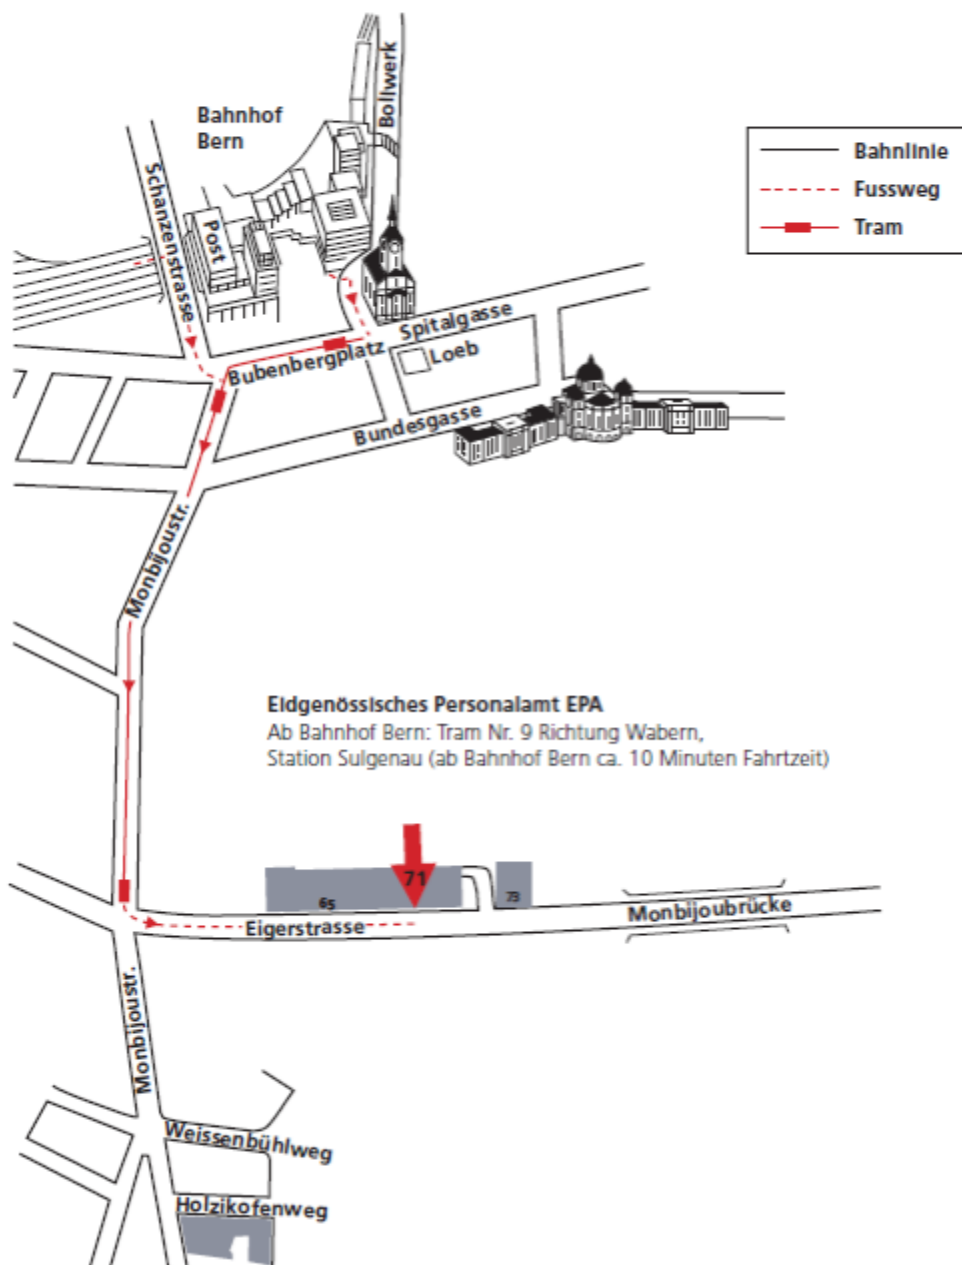 Bollwerk
Bahnhof
Bern
Bahnlinie
Fussweg
Tram
Schanzenstrasse
Post
Spitalgasse
Bubenbergplatz
Loeb
Bundesgasse
Monbijoustr.
Eidgenössisches Personalamt EPA
Ab Bahnhof Bern: Tram Nr. 9 Richtung Wabern,
Station Sulgenau (ab Bahnhof Bern ca. 10 Minuten Fahrtzeit)
71
65
73
Monbijoubrücke
Eigerstrasse
Monbijoustr.
Weissenbühlweg
Holzikofenweg